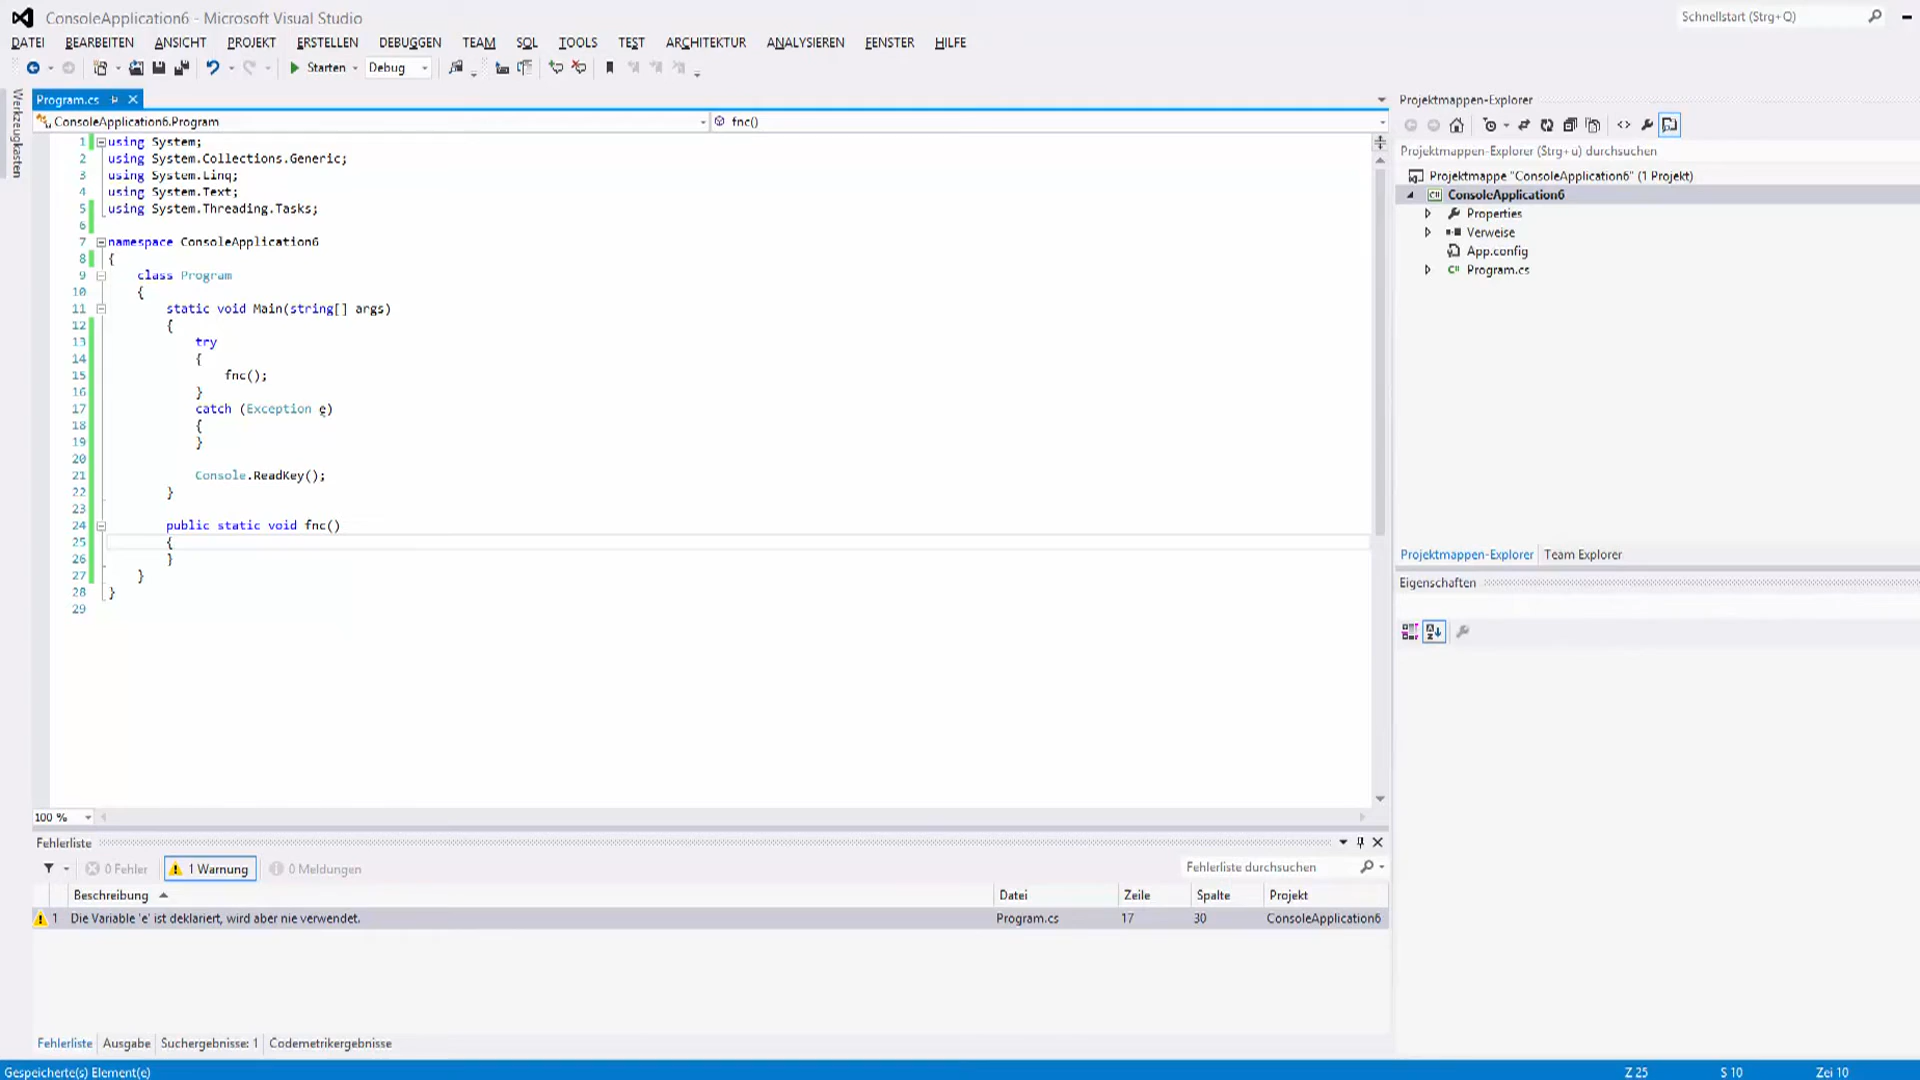 ConsoleApplication6 - Microsoft Visual Studio
Schnellstart (Strg+Q)
DATEI BEARBEITEN ANSICHT PROJEKT ERSTELLEN DEBUGGEN TEAM SQL TOOLS TEST ARCHITEKTUR ANALYSIEREN FENSTER HILFE
Starten Debug
Werkzeugkasten
Program.cs
ConsoleApplication6.Program fnc()
1 using System;
2 using System.Collections.Generic;
3 using System.Linq;
4 using System.Text;
5 using System.Threading.Tasks;
6
7 namespace ConsoleApplication6
8 {
9 class Program
10 {
11 static void Main(string[] args)
12 {
13 try
14 {
15 fnc();
16 }
17 catch (Exception e)
18 {
19 }
20
21 Console.ReadKey();
22 }
23
24 public static void fnc()
25 {
26 }
27 }
28 }
29
100 %
Projektmappen-Explorer
Projektmappen-Explorer (Strg+u) durchsuchen
Projektmappe "ConsoleApplication6" (1 Projekt)
ConsoleApplication6
Properties
Verweise
App.config
Program.cs
Projektmappen-Explorer Team Explorer
Eigenschaften
Fehlerliste
0 Fehler 1 Warnung 0 Meldungen
Fehlerliste durchsuchen
Beschreibung Datei Zeile Spalte Projekt
1 Die Variable 'e' ist deklariert, wird aber nie verwendet. Program.cs 17 30 ConsoleApplication6
Fehlerliste Ausgabe Suchergebnisse: 1 Codemetrikergebnisse
Gespeicherte(s) Element(e) Z 25 S 10 Zei 10